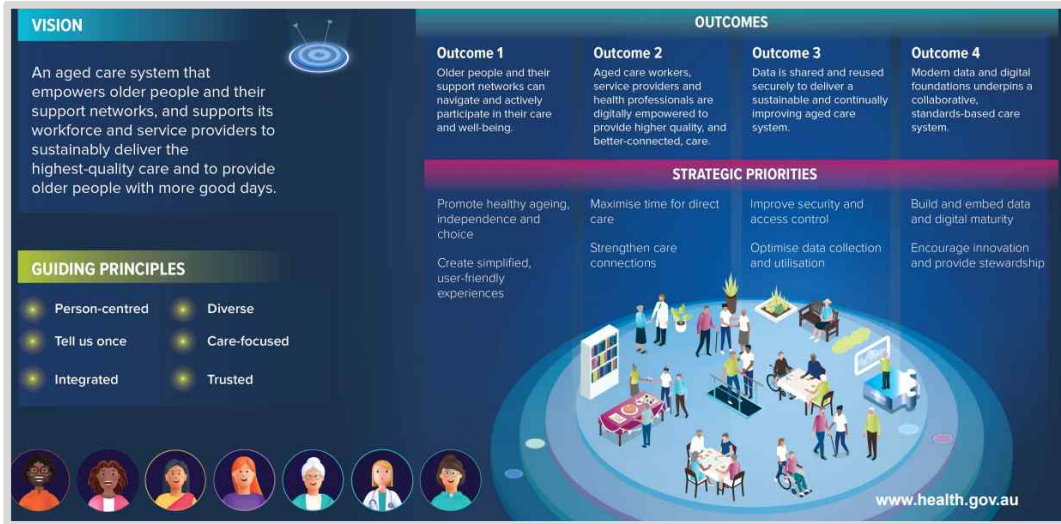 VISION
An aged care system that
empowers older people and their
support networks, and supports its
workforce and service providers to
sustainably deliver the
highest-quality care and to provide
older people with more good days.
GUIDING PRINCIPLES
Person-centred
Diverse
Tell us once
Care-focused
Integrated
Trusted
OUTCOMES
Outcome 1
Older people and their
support networks can
navigate and actively
participate in their care
and well-being.
Outcome 2
Aged care workers,
service providers and
health professionals are
digitally empowered to
provide higher quality, and
better-connected, care.
Outcome 3
Data is shared and reused
securely to deliver a
sustainable and continually
improving aged care
system.
Outcome 4
Modern data and digital
foundations underpins a
collaborative,
standards-based care
system.
STRATEGIC PRIORITIES
Promote healthy ageing,
independence and
choice
Create simplified,
user-friendly
experiences
Maximise time for direct
care
Strengthen care
connections
Improve security and
access control
Optimise data collection
and utilisation
Build and embed data
and digital maturity
Encourage innovation
and provide stewardship
www.health.gov.au